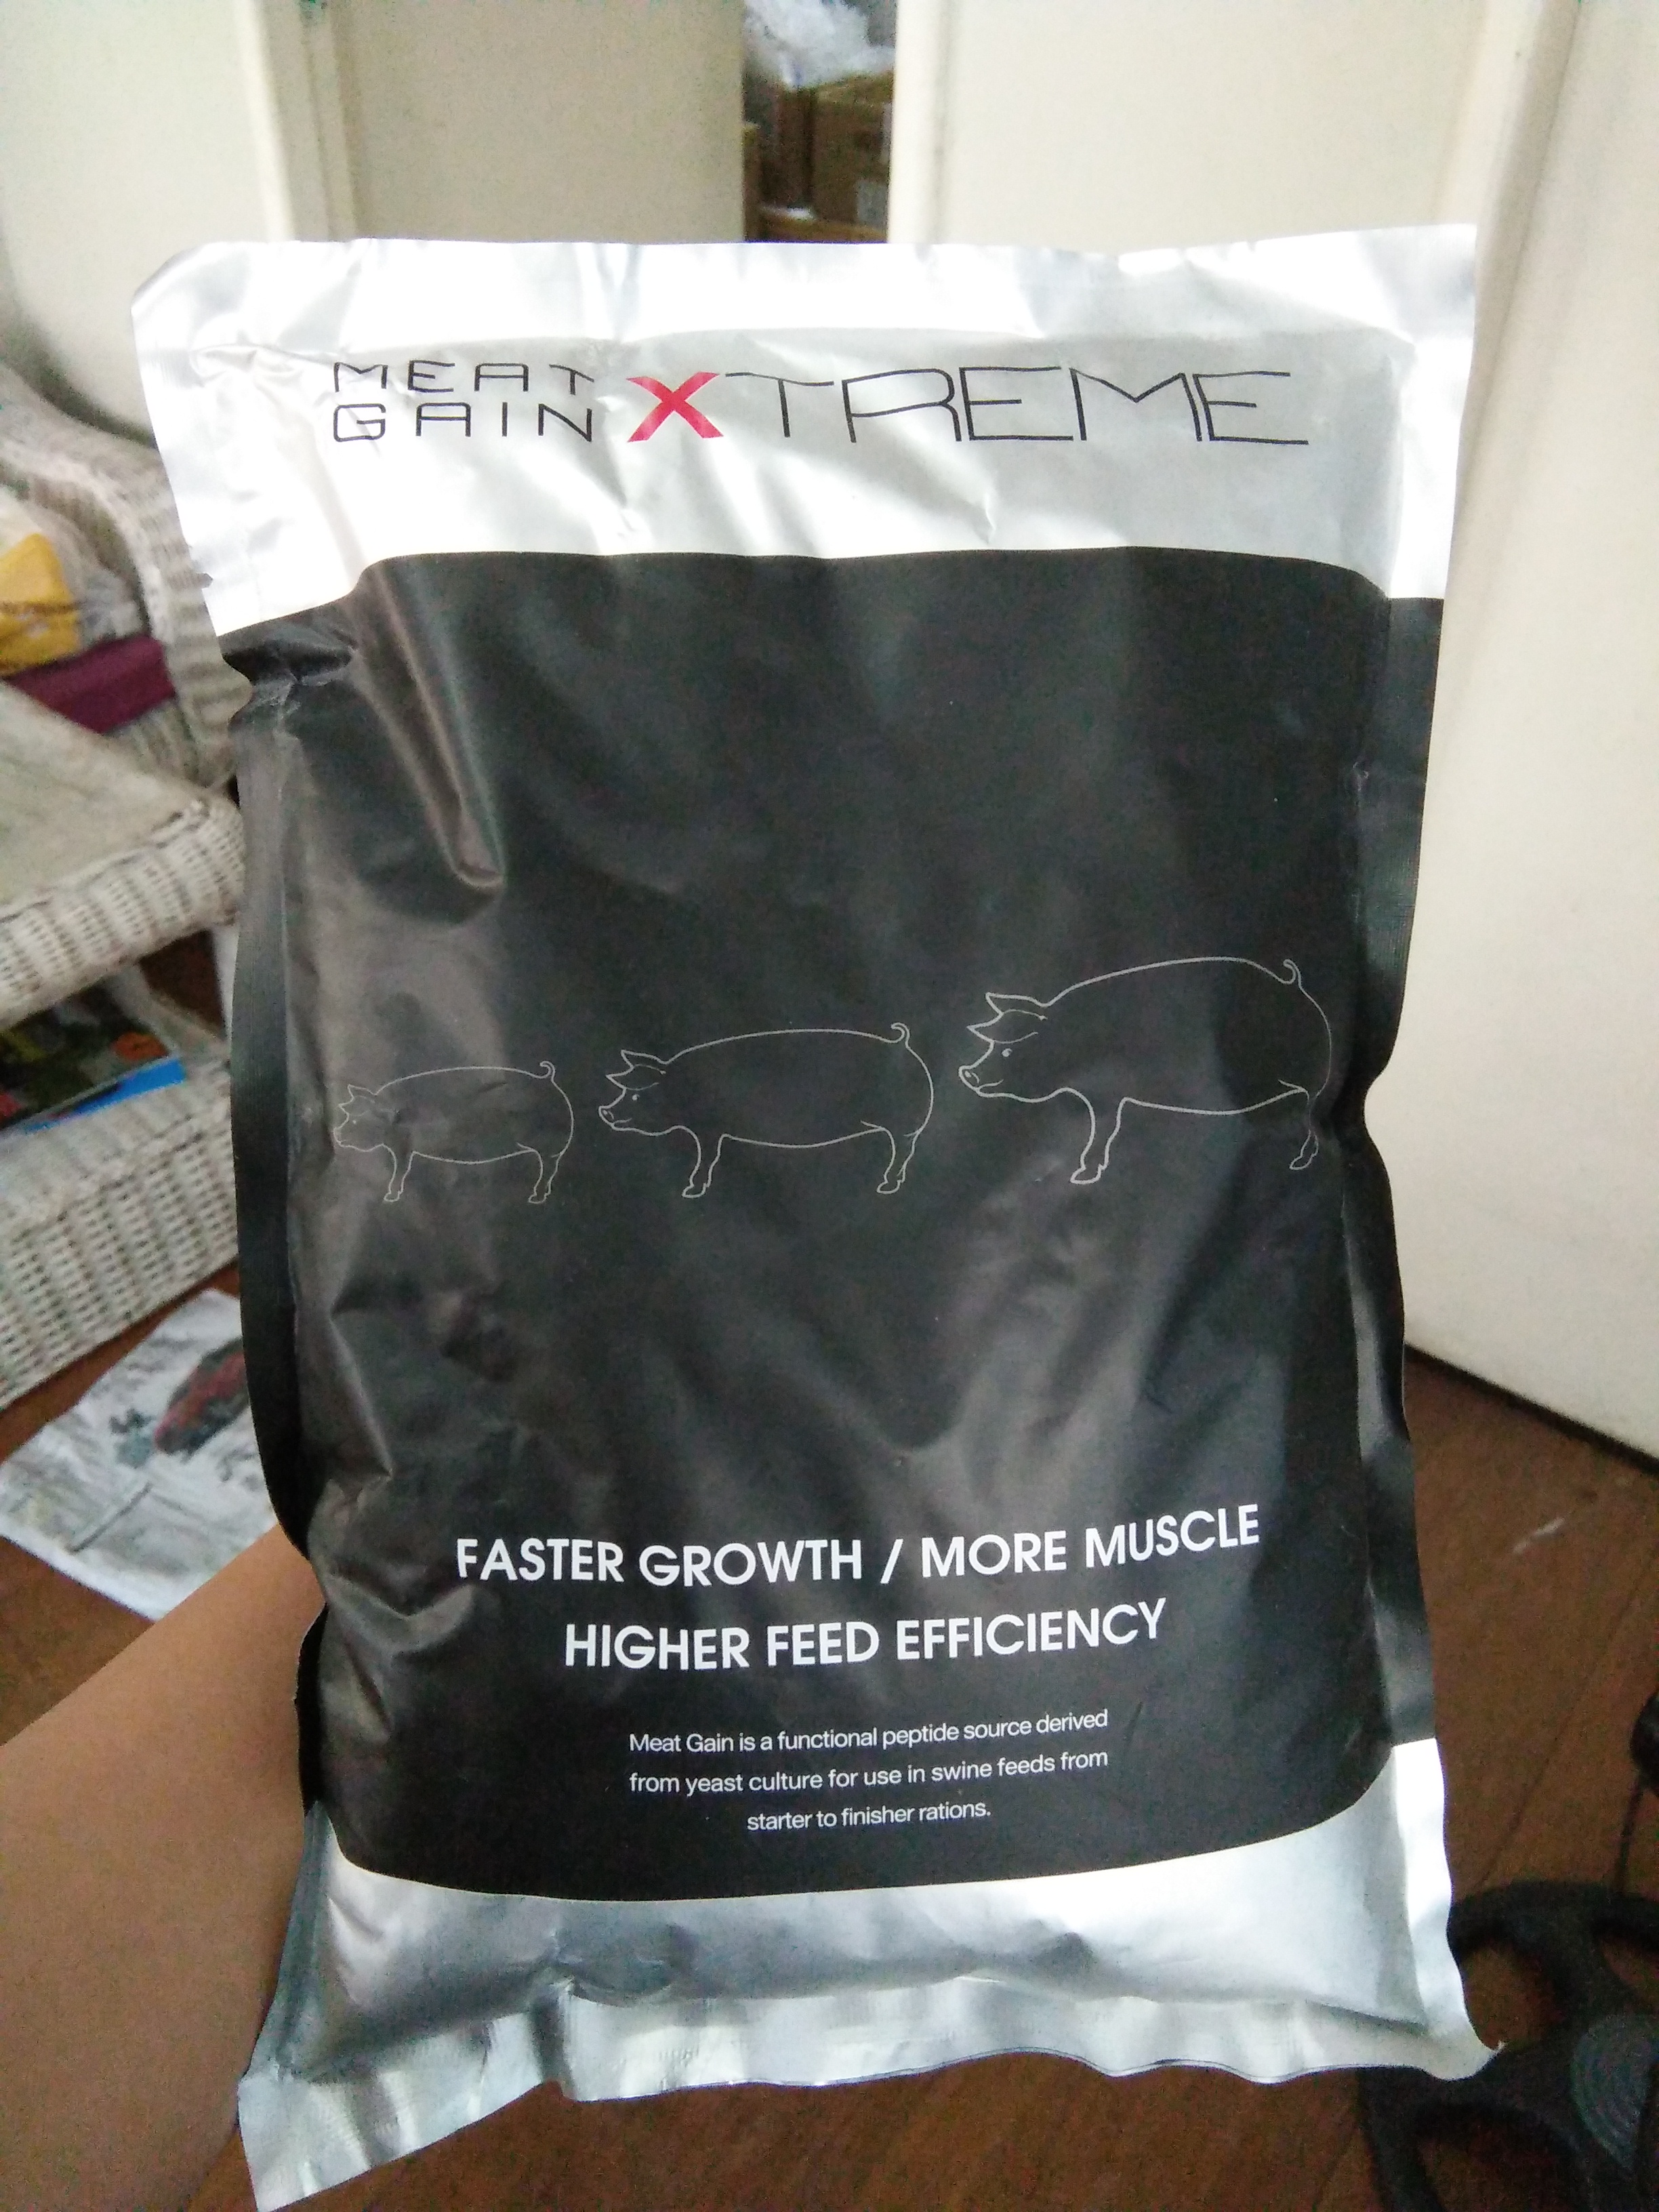 MEAT
GAIN XTREME
FASTER GROWTH / MORE MUSCLE
HIGHER FEED EFFICIENCY
Meat Gain is a functional peptide source derived
from yeast culture for use in swine feeds from
starter to finisher rations.